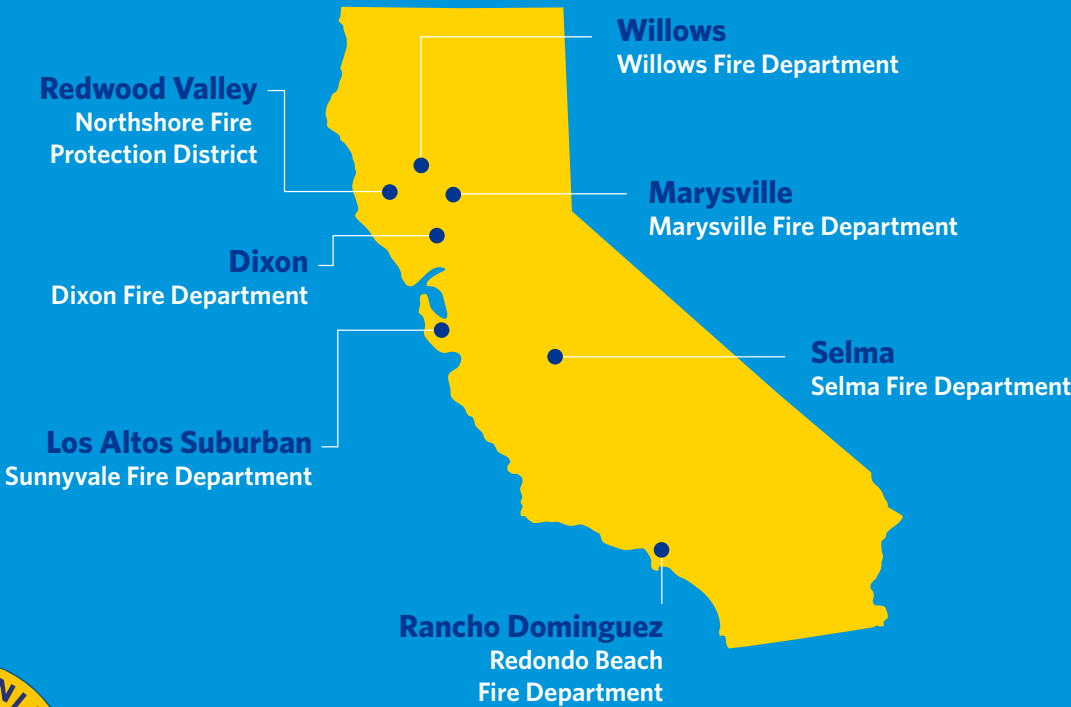 Willows
Willows Fire Department
Redwood Valley
Northshore Fire
Protection District
Marysville
Marysville Fire Department
Dixon
Dixon Fire Department
Selma
Selma Fire Department
Los Altos Suburban
Sunnyvale Fire Department
Rancho Dominguez
Redondo Beach
Fire Department